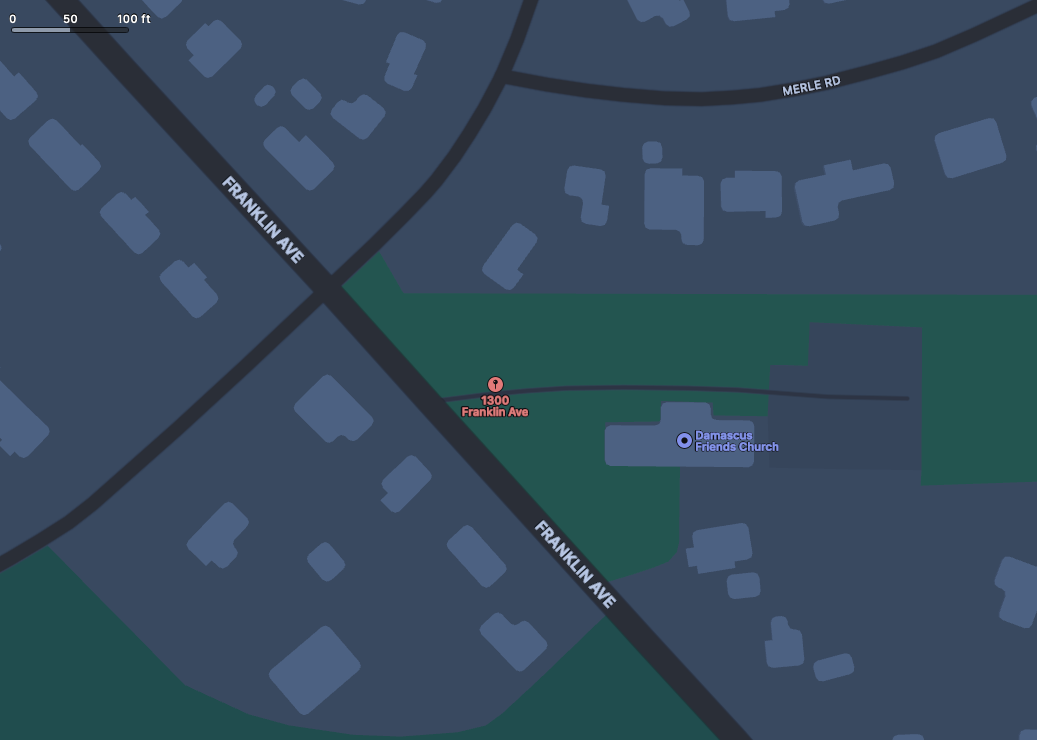 0 50 100 ft
MERLE RD
FRANKLIN AVE
1300
Franklin Ave
Damascus
Friends Church
FRANKLIN AVE